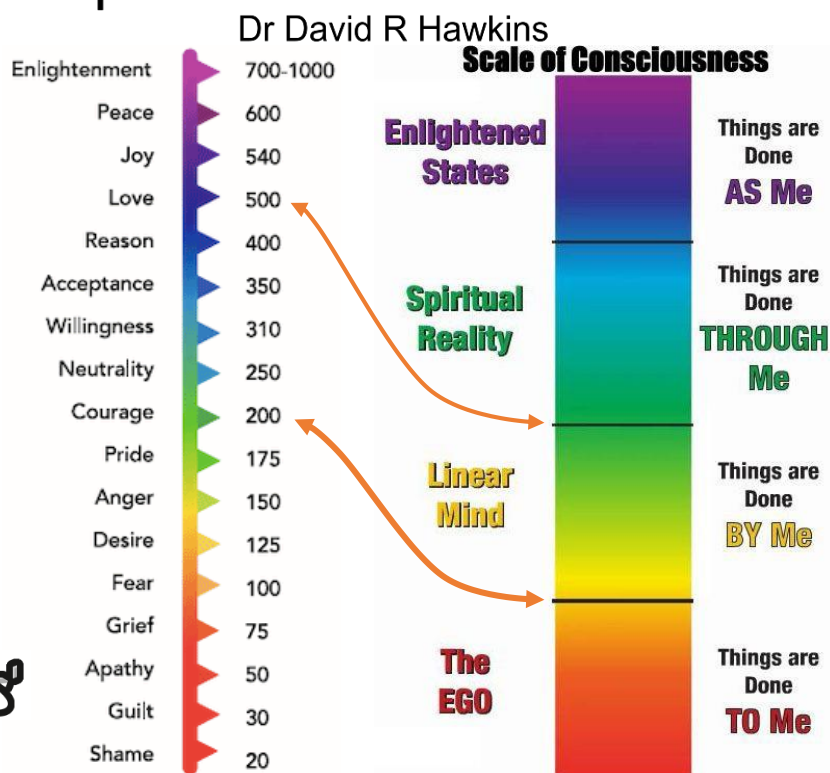 Dr David R Hawkins
Enlightenment 700-1000
Peace 600
Joy 540
Love 500
Reason 400
Acceptance 350
Willingness 310
Neutrality 250
Courage 200
Pride 175
Anger 150
Desire 125
Fear 100
Grief 75
Apathy 50
Guilt 30
Shame 20
Scale of Consciousness
Enlightened
States
Things are
Done
AS Me
Spiritual
Reality
Things are
Done
THROUGH
Me
Linear
Mind
Things are
Done
BY Me
The
EGO
Things are
Done
TO Me